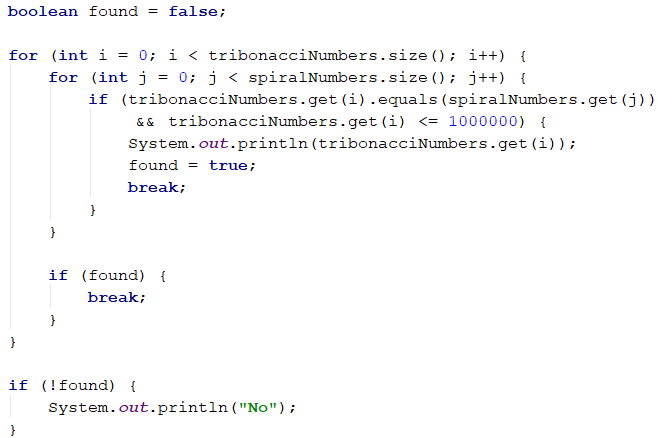 boolean found = false;
for (int i = 0; i < tribonacciNumbers.size(); i++) {
for (int j = 0; j < spiralNumbers.size(); j++) {
if (tribonacciNumbers.get(i).equals(spiralNumbers.get(j))
&& tribonacciNumbers.get(i) <= 1000000) {
System.out.println(tribonacciNumbers.get(i));
found = true;
break;
}
}
if (found) {
break;
}
}
if (!found) {
System.out.println("No");
}